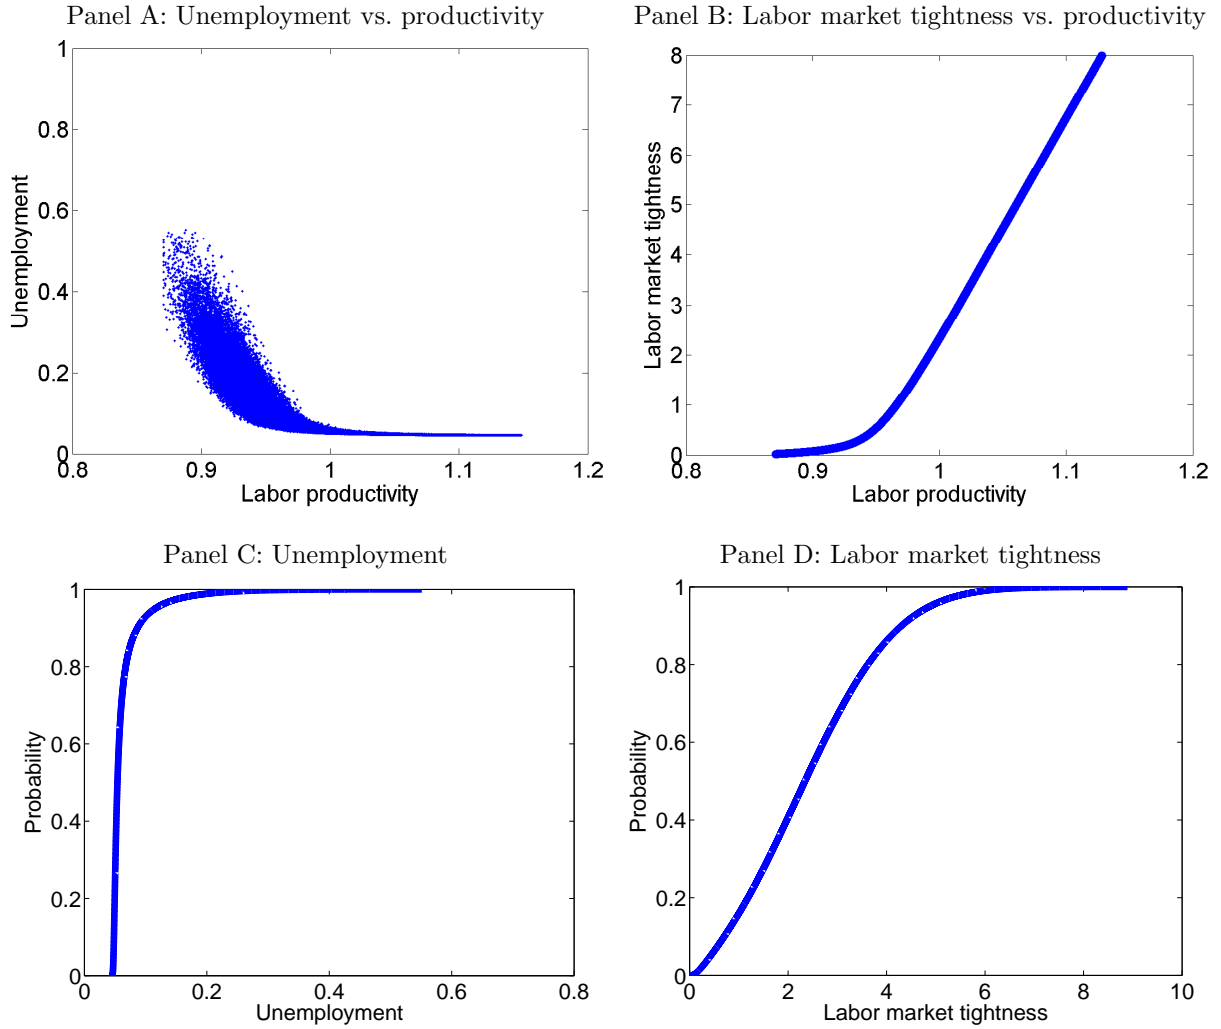 Panel A: Unemployment vs. productivity
1
0.8
0.6
0.4
0.2
0
0.8 0.9 1 1.1 1.2
Unemployment
Labor productivity
Panel B: Labor market tightness vs. productivity
8
7
6
5
4
3
2
1
0
0.8 0.9 1 1.1 1.2
Labor market tightness
Labor productivity
Panel C: Unemployment
1
0.8
0.6
0.4
0.2
0
0 0.2 0.4 0.6 0.8
Probability
Unemployment
Panel D: Labor market tightness
1
0.8
0.6
0.4
0.2
0
0 2 4 6 8 10
Probability
Labor market tightness